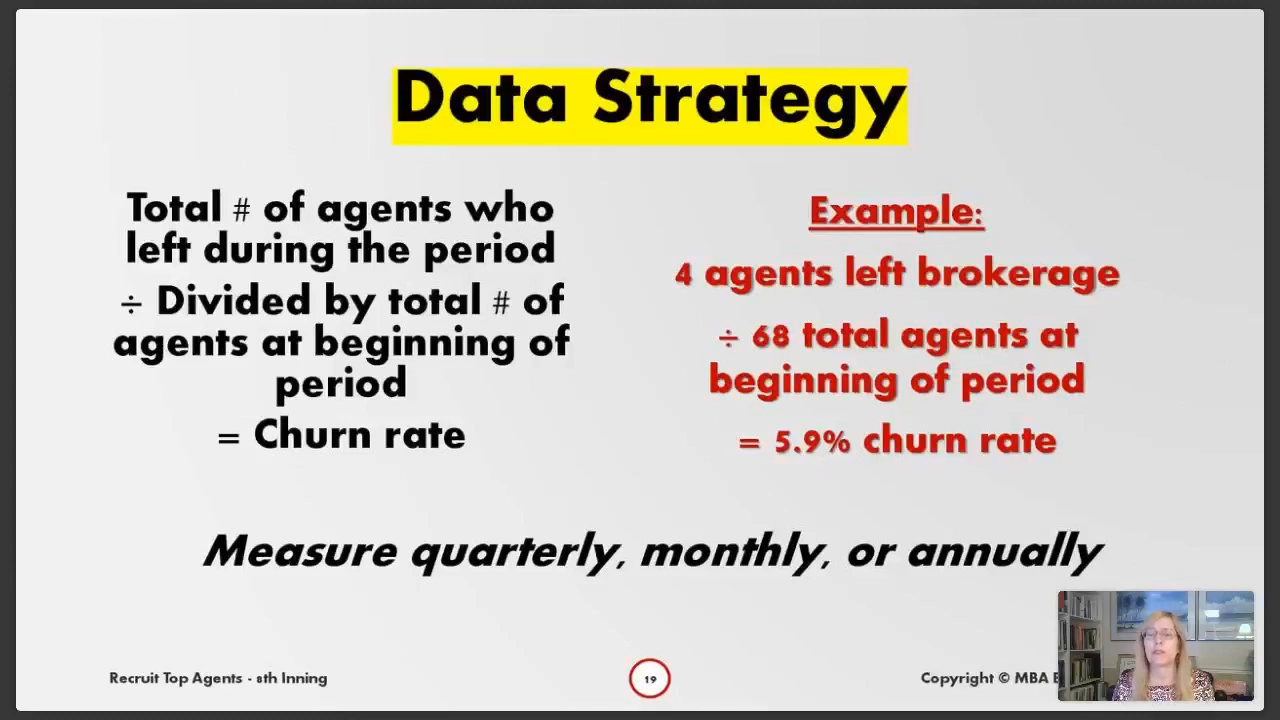 Data Strategy
Total # of agents who
left during the period
÷ Divided by total # of
agents at beginning of
period
= Churn rate
Example:
4 agents left brokerage
÷ 68 total agents at
beginning of period
= 5.9% churn rate
Measure quarterly, monthly, or annually
Recruit Top Agents - 8th Inning
19
Copyright © MBA